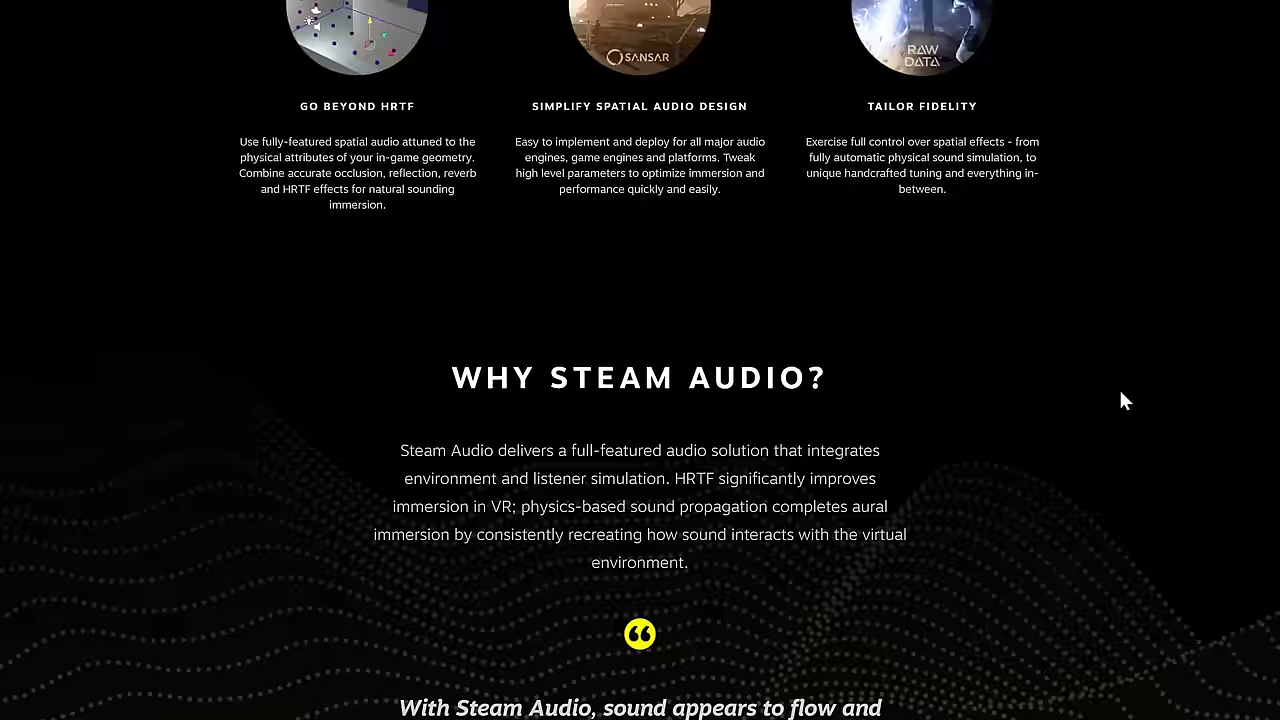 SANSAR
RAW
DATA
GO BEYOND HRTF
Use fully-featured spatial audio attuned to the
physical attributes of your in-game geometry.
Combine accurate occlusion, reflection, reverb
and HRTF effects for natural sounding
immersion.
SIMPLIFY SPATIAL AUDIO DESIGN
Easy to implement and deploy for all major audio
engines, game engines and platforms. Tweak
high level parameters to optimize immersion and
performance quickly and easily.
TAILOR FIDELITY
Exercise full control over spatial effects - from
fully automatic physical sound simulation, to
unique handcrafted tuning and everything in-
between.
WHY STEAM AUDIO?
Steam Audio delivers a full-featured audio solution that integrates
environment and listener simulation. HRTF significantly improves
immersion in VR; physics-based sound propagation completes aural
immersion by consistently recreating how sound interacts with the virtual
environment.
With Steam Audio, sound appears to flow and